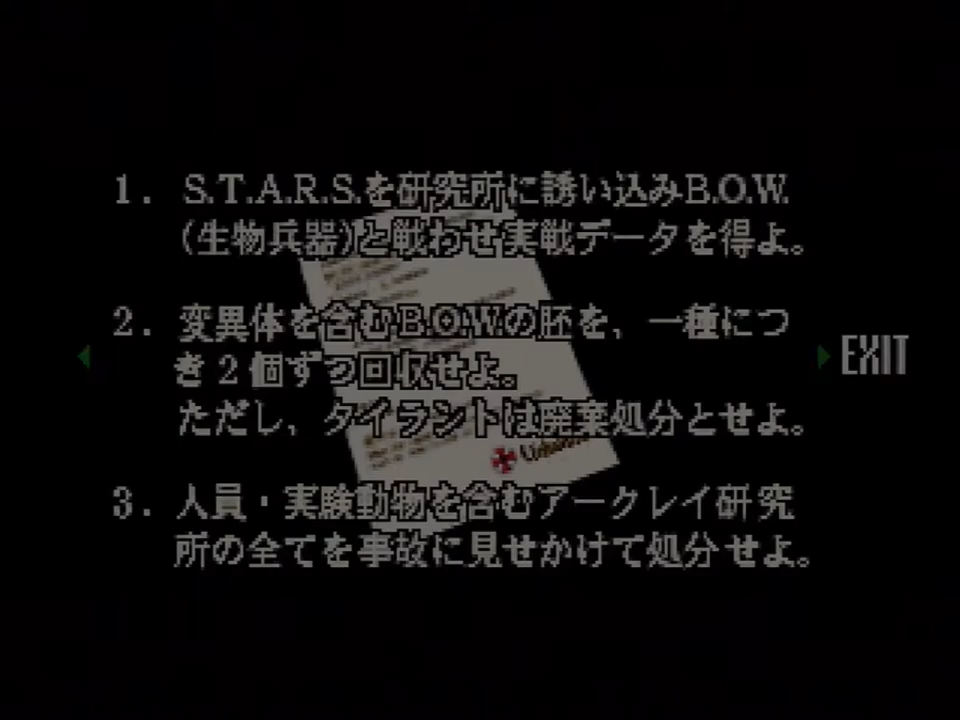 1. S.T.A.R.S.を研究所に誘い込みB.O.W.
(生物兵器)と戦わせ実戦データを得よ。
2. 変異体を含むB.O.W.の胚を、一種につ
き2個ずつ回収せよ。
ただし、タイラントは廃棄処分とせよ。
EXIT
3. 人員・実験動物を含むアークレイ研究
所の全てを事故に見せかけて処分せよ。